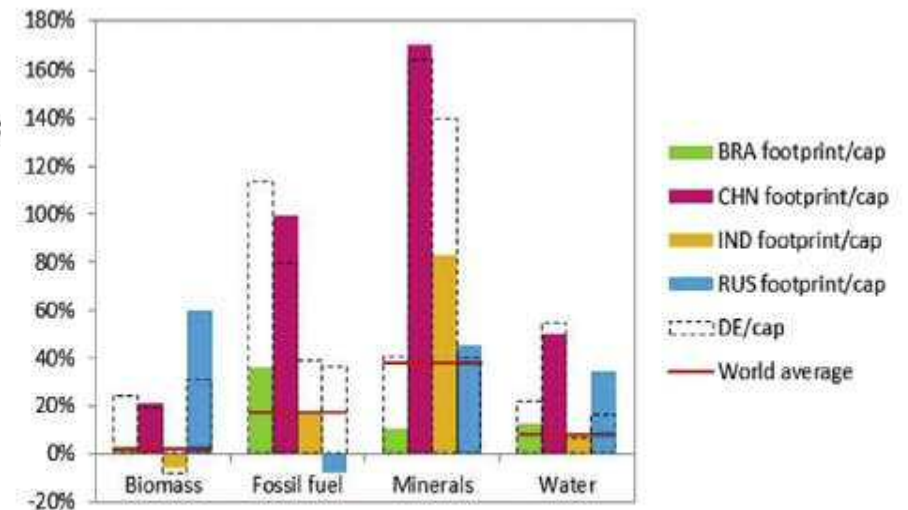 180%
160%
140%
120%
100%
80%
60%
40%
20%
0%
-20%
Biomass Fossil fuel Minerals Water
BRA footprint/cap
CHN footprint/cap
IND footprint/cap
RUS footprint/cap
DE/cap
World average